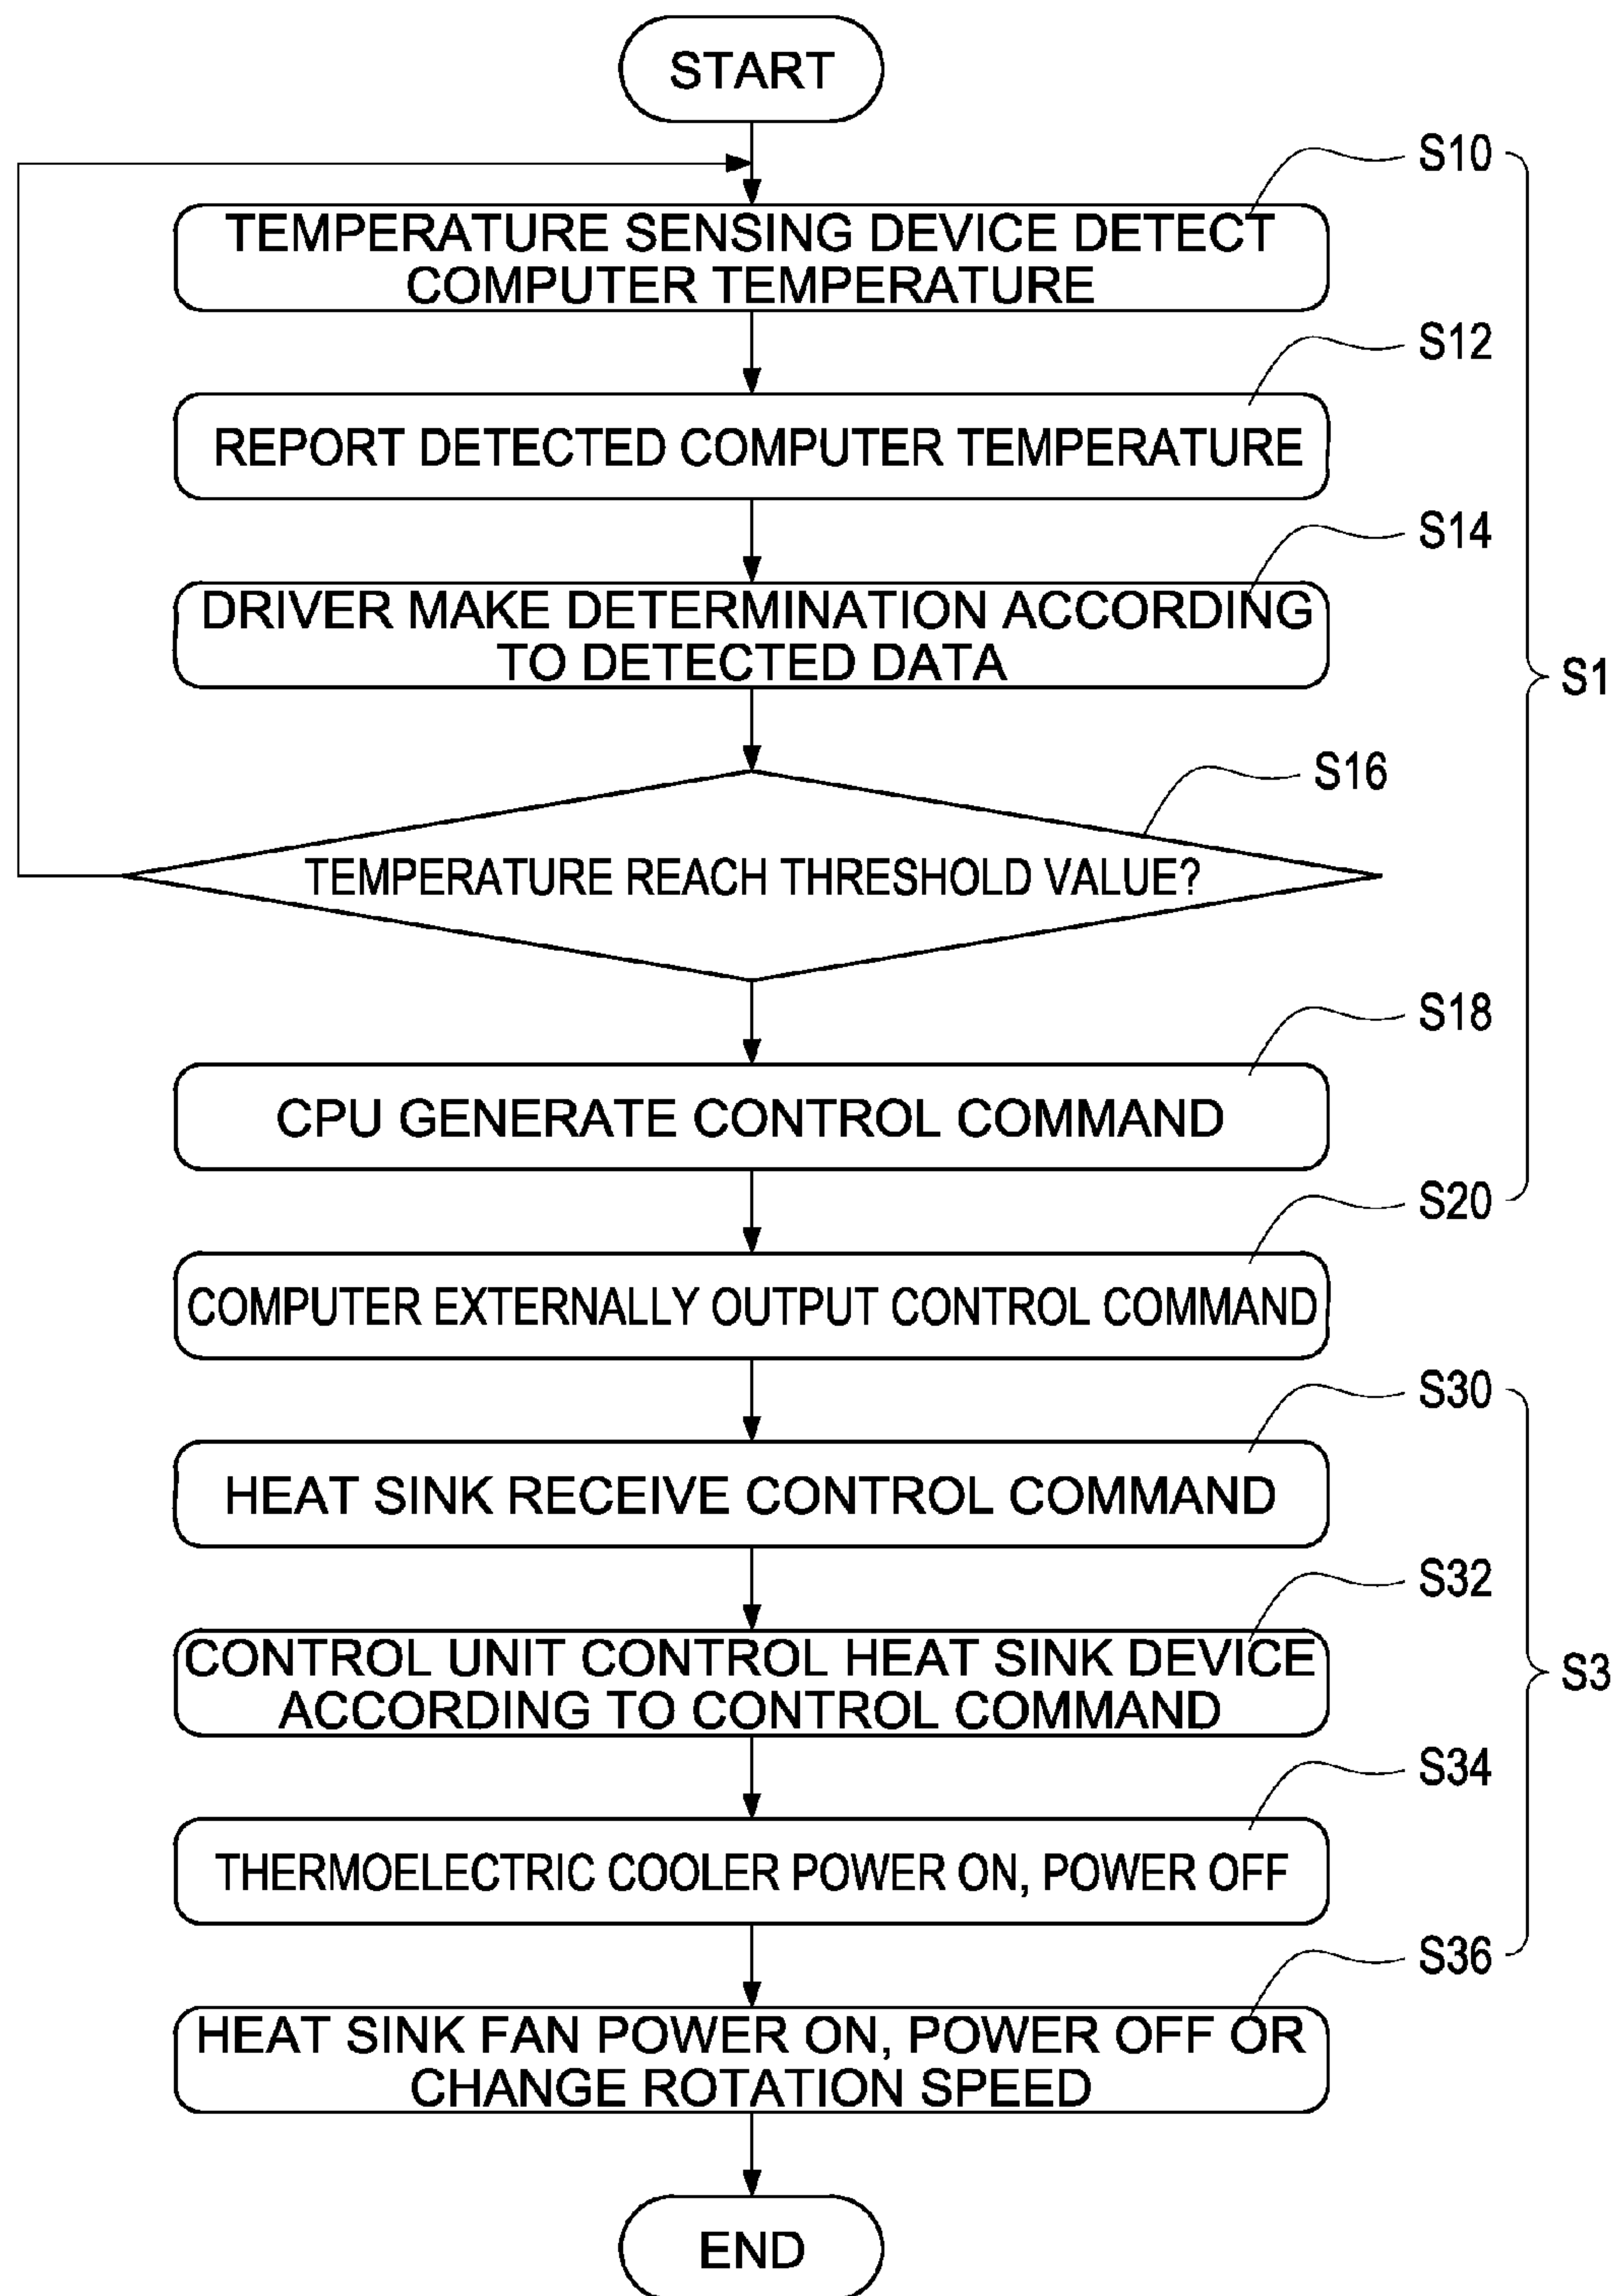 START
S10
TEMPERATURE SENSING DEVICE DETECT
COMPUTER TEMPERATURE
S12
REPORT DETECTED COMPUTER TEMPERATURE
S14
DRIVER MAKE DETERMINATION ACCORDING
TO DETECTED DATA
S1
S16
TEMPERATURE REACH THRESHOLD VALUE?
S18
CPU GENERATE CONTROL COMMAND
S20
COMPUTER EXTERNALLY OUTPUT CONTROL COMMAND
S30
HEAT SINK RECEIVE CONTROL COMMAND
S32
CONTROL UNIT CONTROL HEAT SINK DEVICE
ACCORDING TO CONTROL COMMAND
S3
S34
THERMOELECTRIC COOLER POWER ON, POWER OFF
S36
HEAT SINK FAN POWER ON, POWER OFF OR
CHANGE ROTATION SPEED
END